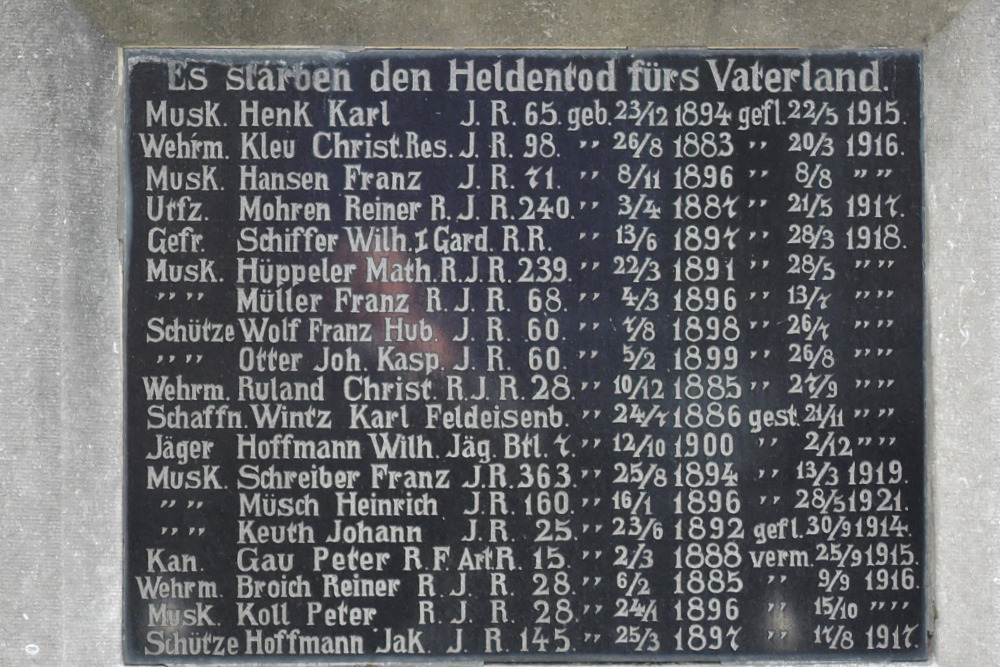 Es starben den Heldentod fürs Vaterland.
Musk. Henk Karl J. R. 65. geb. 23/12 1894 gefl. 22/5 1915.
Wehrm. Kleu Christ. Res. J. R. 98. " 26/8 1883 " 20/3 1916.
Musk. Hansen Franz J. R. 71. " 8/11 1896 " 8/8 " "
Utfz. Mohren Reiner R. J. R. 240. " 3/4 1887 " 21/5 1917.
Gefr. Schiffer Wilh. I Gard. R.R. " 13/6 1897 " 28/3 1918.
Musk. Hüppeler Math. R.J.R. 239. " 22/3 1891 " 28/5 " "
" " Müller Franz R. J. R. 68. " 4/3 1896 " 13/7 " "
Schütze Wolf Franz Hub. J. R. 60. " 7/8 1898 " 26/7 " "
" " Otter Joh. Kasp. J. R. 60. " 5/2 1899 " 26/8 " "
Wehrm. Ruland Christ. R.J.R. 28. " 10/12 1885 " 27/9 " "
Schaffn. Wintz Karl Feldeisenb. " 24/7 1886 gest. 21/11 " "
Jäger Hoffmann Wilh. Jäg. Btl. 7. " 12/10 1900 " 2/12 " "
Musk. Schreiber Franz J.R. 363. " 25/8 1894 " 13/3 1919.
" " Müsch Heinrich J. R. 160. " 16/1 1896 " 28/5 1921.
" " Keuth Johann J. R. 25. " 23/6 1892 gefl. 30/9 1914.
Kan. Gau Peter R. F. Art. R. 15. " 2/3 1888 verm. 25/9 1915.
Wehrm. Broich Reiner R. J. R. 28. " 6/2 1885 " 9/9 1916.
Musk. Koll Peter R. J. R. 28. " 24/1 1896 " 15/10 " "
Schütze Hoffmann Jak. J. R. 145. " 25/3 1897 " 17/8 1917.